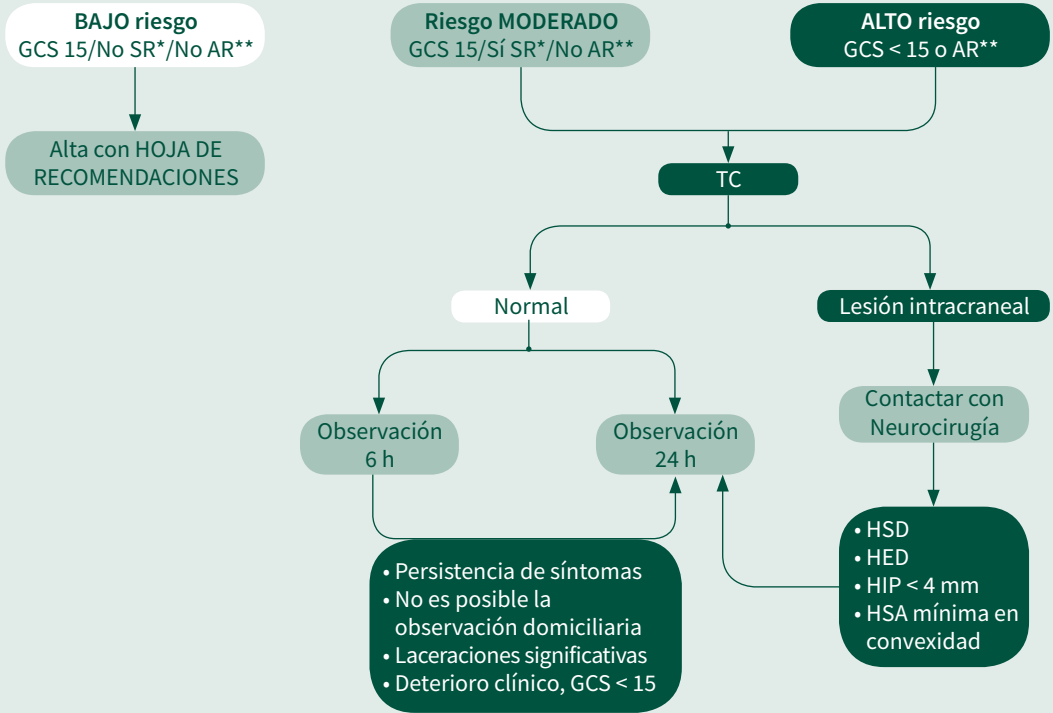 BAJO riesgo
GCS 15/No SR*/No AR**
Riesgo MODERADO
GCS 15/Sí SR*/No AR**
ALTO riesgo
GCS < 15 o AR**
Alta con HOJA DE
RECOMENDACIONES
TC
Normal
Lesión intracraneal
Observación
6 h
Observación
24 h
Contactar con
Neurocirugía
• Persistencia de síntomas
• No es posible la
observación domiciliaria
• Laceraciones significativas
• Deterioro clínico, GCS < 15
• HSD
• HED
• HIP < 4 mm
• HSA mínima en
convexidad